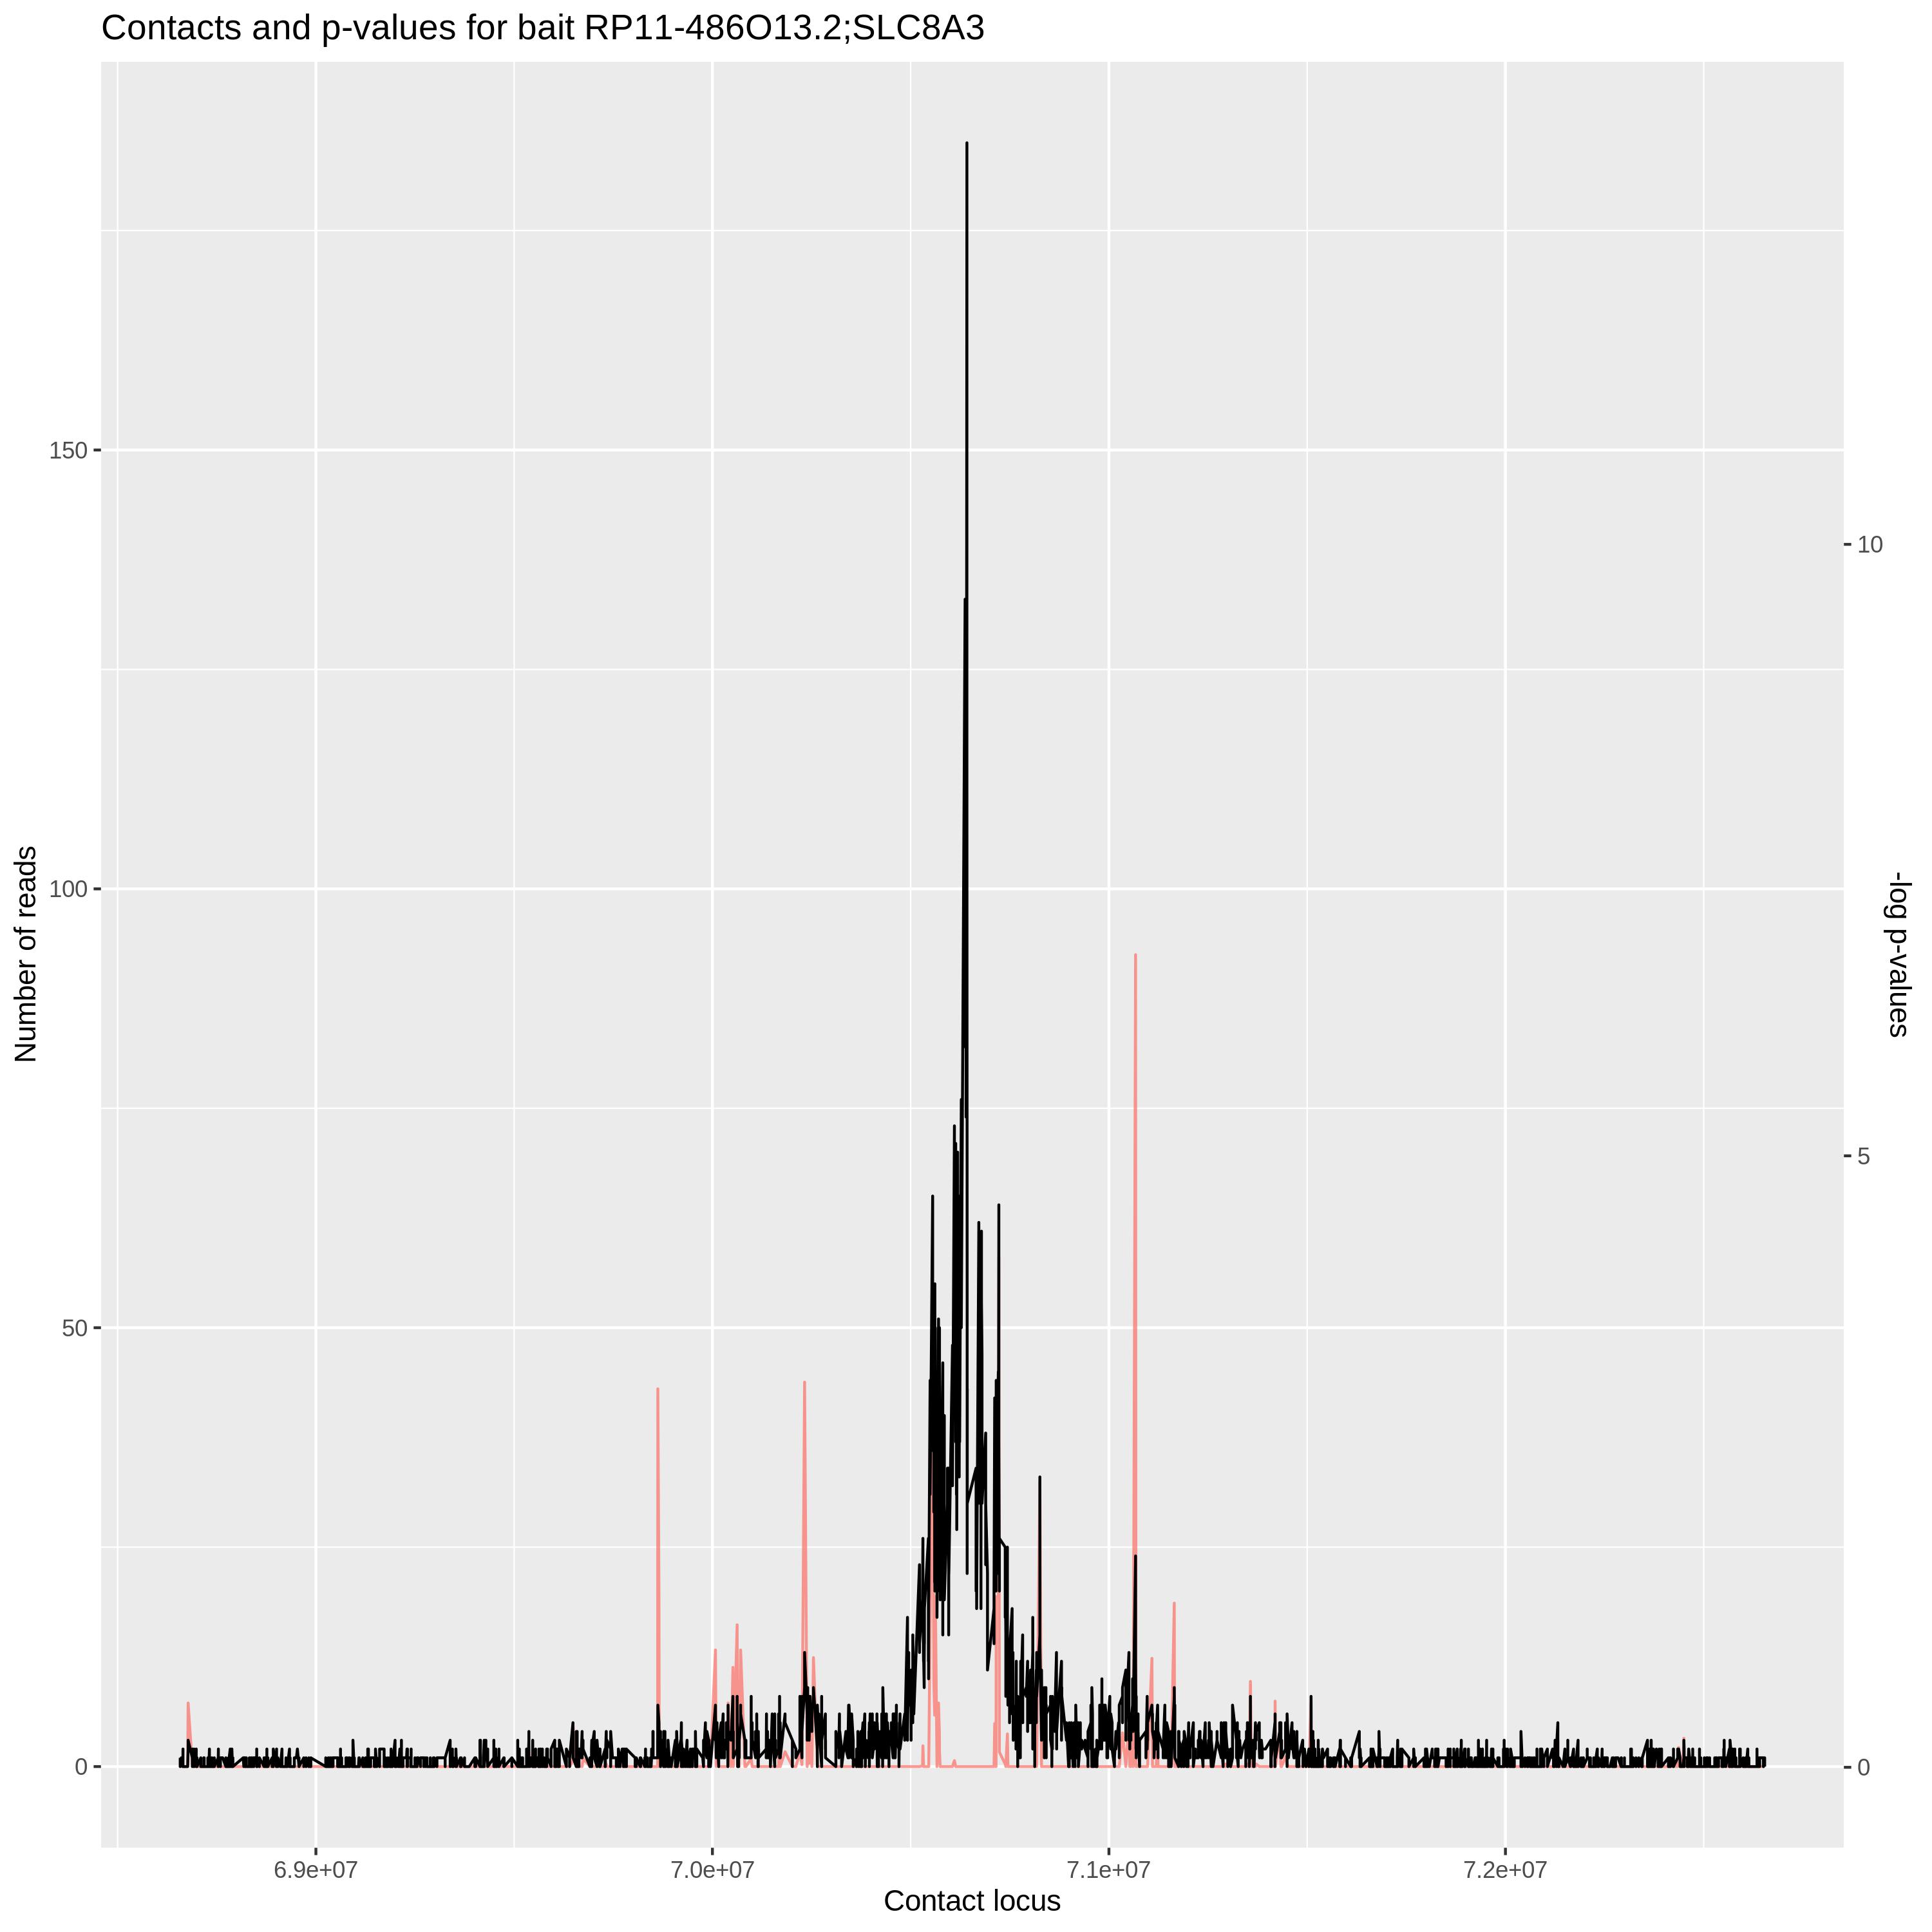 Contacts and p-values for bait RP11-486O13.2;SLC8A3
150
100
50
0
Number of reads
10
5
0
-log p-values
6.9e+07
7.0e+07
7.1e+07
7.2e+07
Contact locus